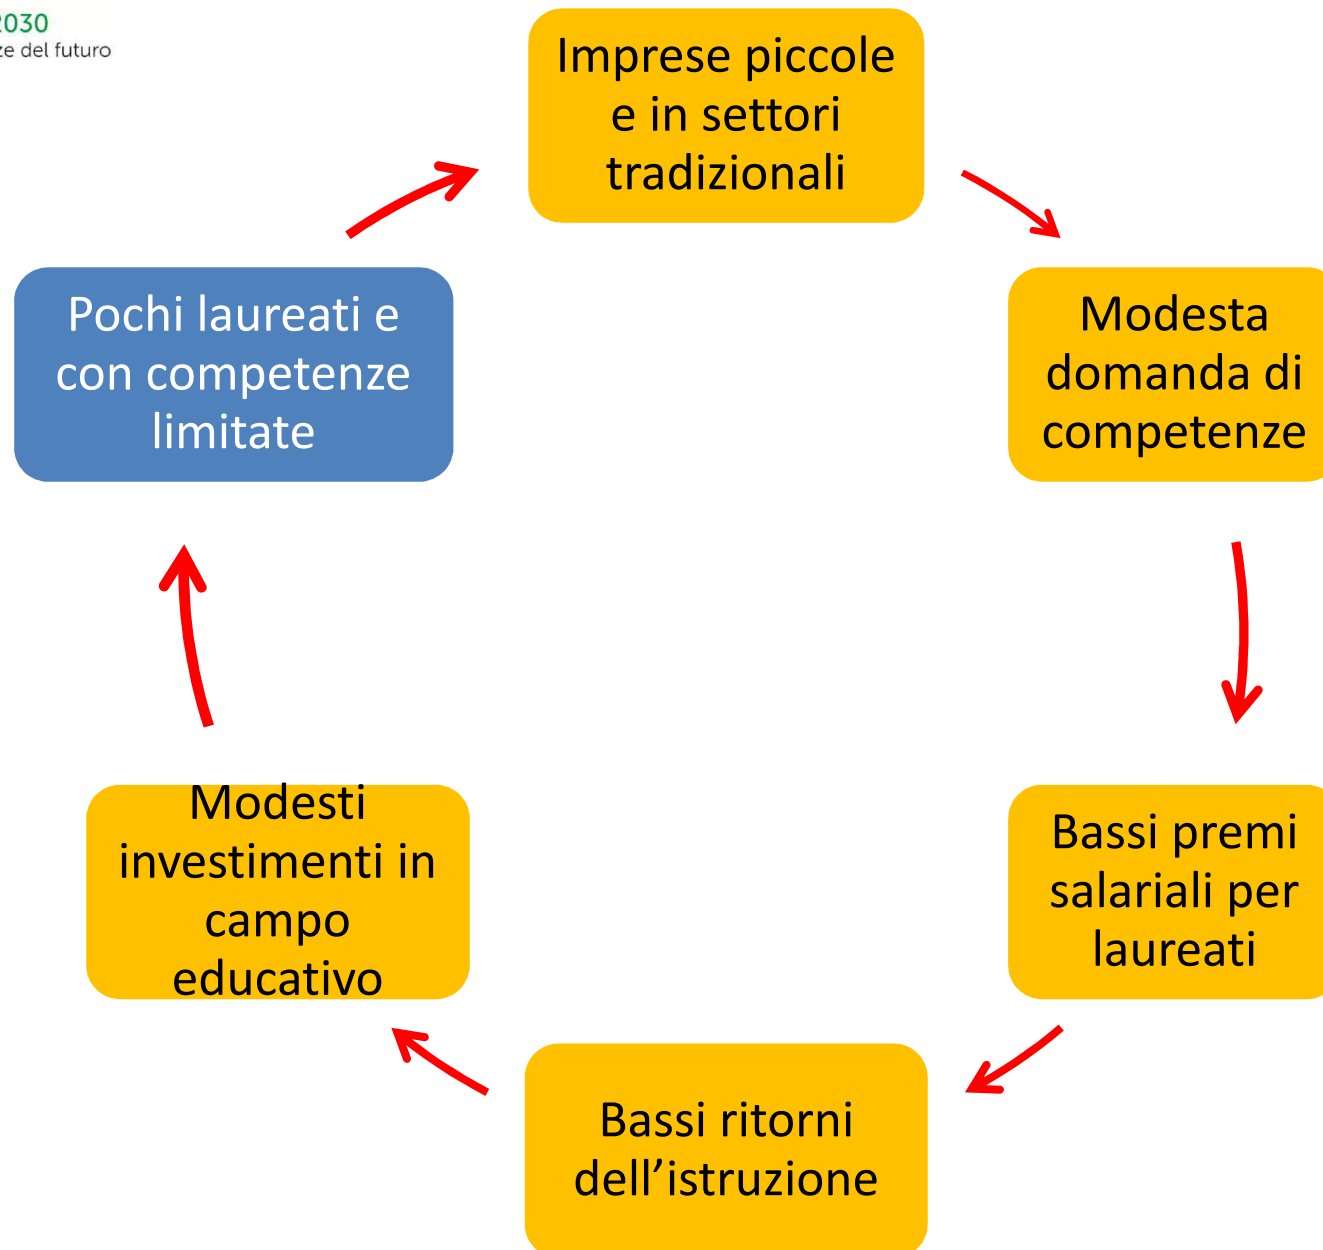 2030
ze del futuro
Imprese piccole
e in settori
tradizionali
Modesta
domanda di
competenze
Bassi premi
salariali per
laureati
Bassi ritorni
dell’istruzione
Modesti
investimenti in
campo
educativo
Pochi laureati e
con competenze
limitate